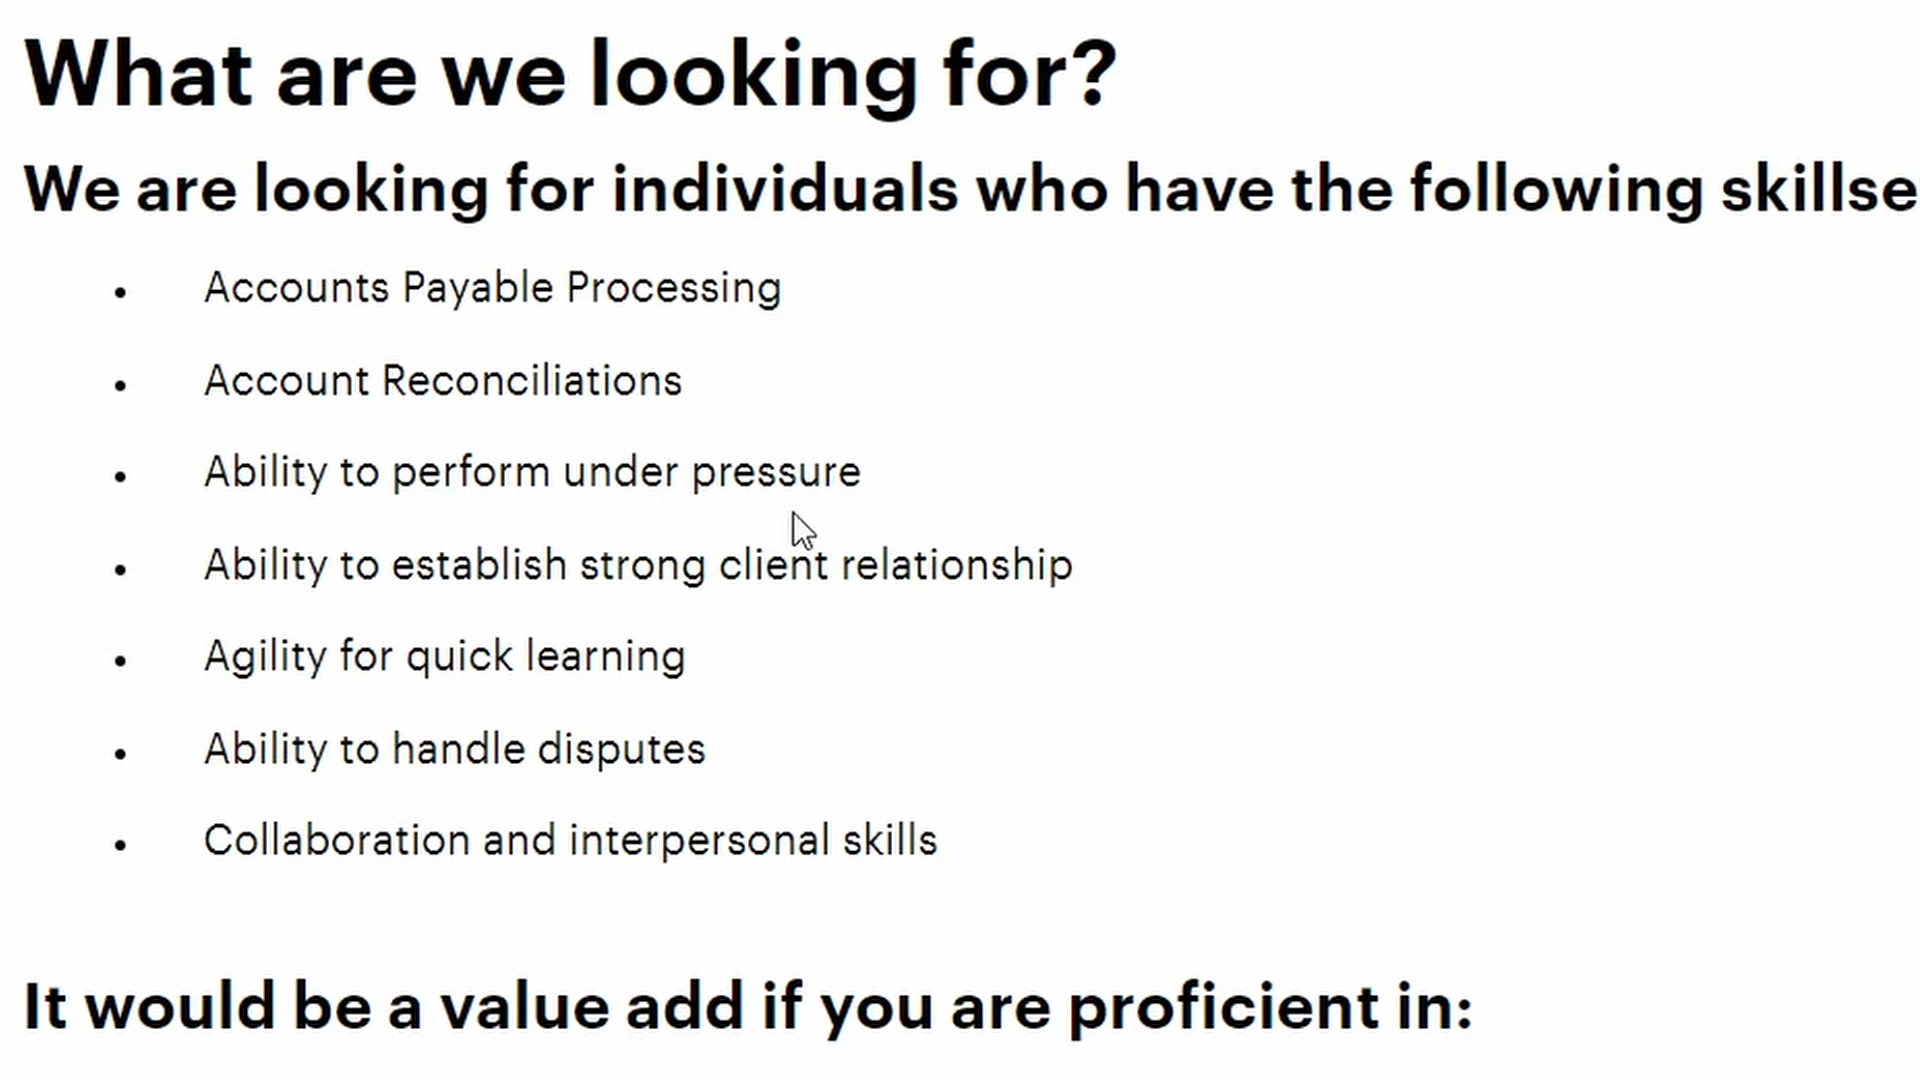 What are we looking for?
We are looking for individuals who have the following skillse
• Accounts Payable Processing
• Account Reconciliations
• Ability to perform under pressure
• Ability to establish strong client relationship
• Agility for quick learning
• Ability to handle disputes
• Collaboration and interpersonal skills
It would be a value add if you are proficient in: